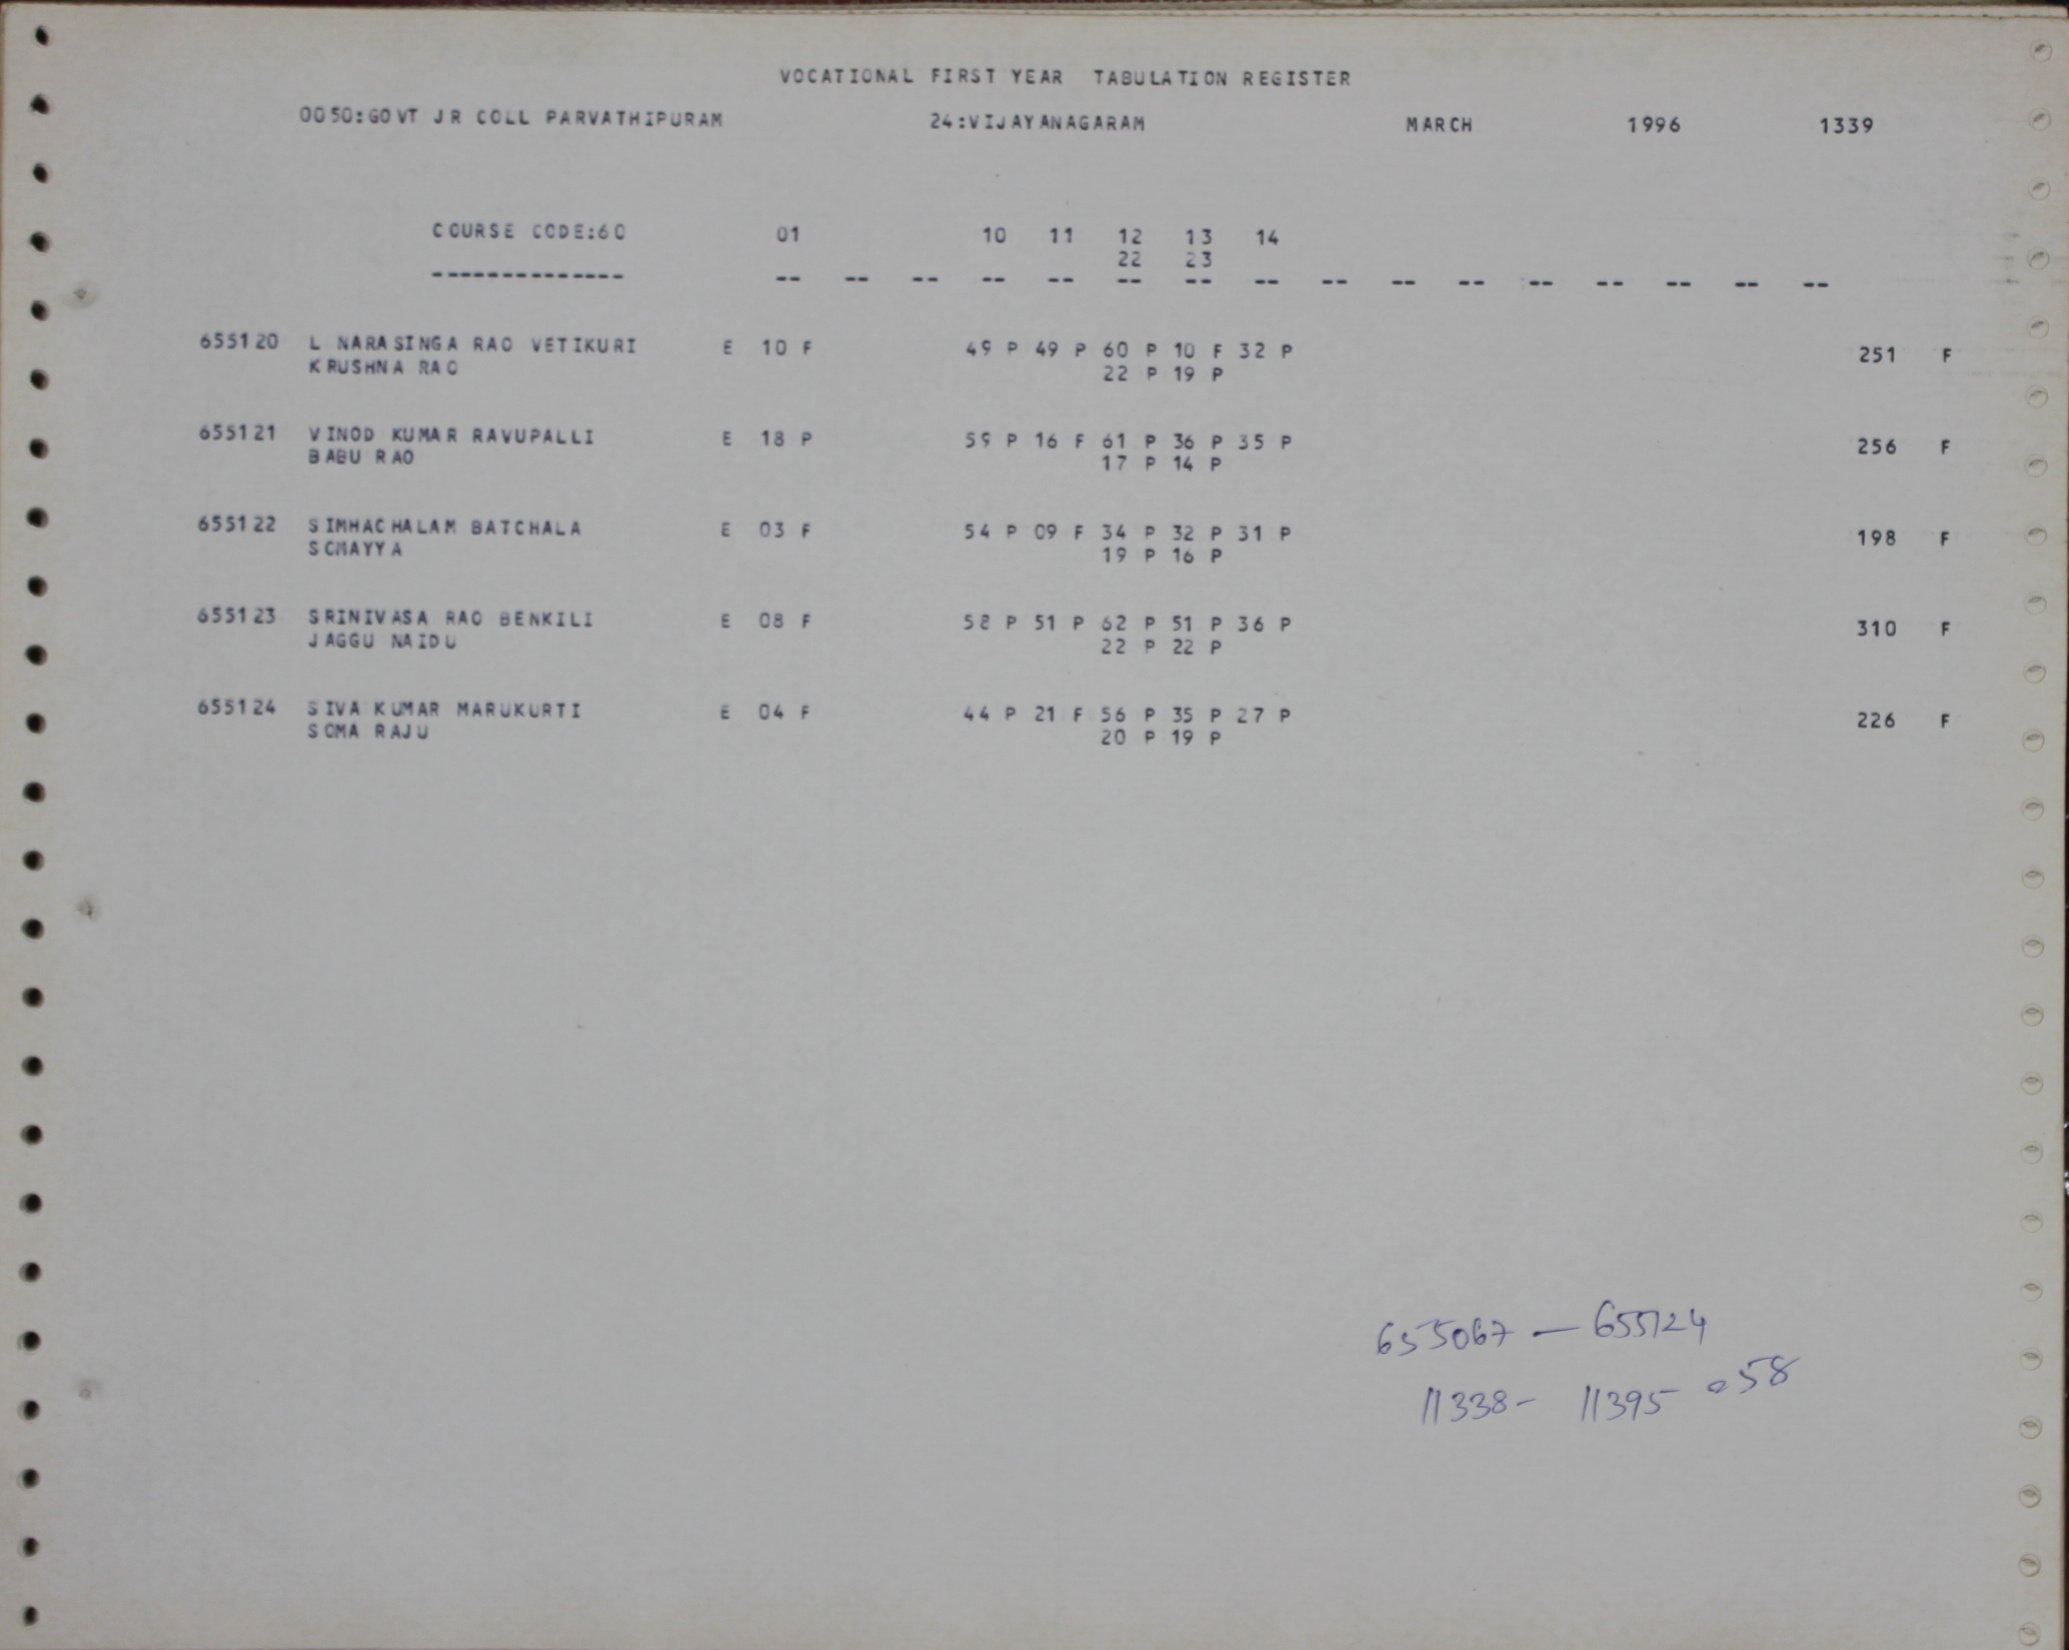 VOCATIONAL FIRST YEAR TABULATION REGISTER
0050:GOVT JR COLL PARVATHIPURAM 24:VIJAYANAGARAM MARCH 1996 1339
COURSE CODE:60 01 10 11 12 13 14
22 23
-------------- -- -- -- -- -- -- -- -- -- -- -- -- -- -- -- --
655120 L NARASINGA RAO VETIKURI E 10 F 49 P 49 P 60 P 10 F 32 P 251 F
KRUSHNA RAO 22 P 19 P
655121 VINOD KUMAR RAVUPALLI E 18 P 59 P 16 F 61 P 36 P 35 P 256 F
BABU RAO 17 P 14 P
655122 SIMHACHALAM BATCHALA E 03 F 54 P 09 F 34 P 32 P 31 P 198 F
SOMAYYA 19 P 16 P
655123 SRINIVASA RAO BENKILI E 08 F 58 P 51 P 62 P 51 P 36 P 310 F
JAGGU NAIDU 22 P 22 P
655124 SIVA KUMAR MARUKURTI E 04 F 44 P 21 F 56 P 35 P 27 P 226 F
SOMA RAJU 20 P 19 P
655067 — 655124
11338 - 11395 = 58